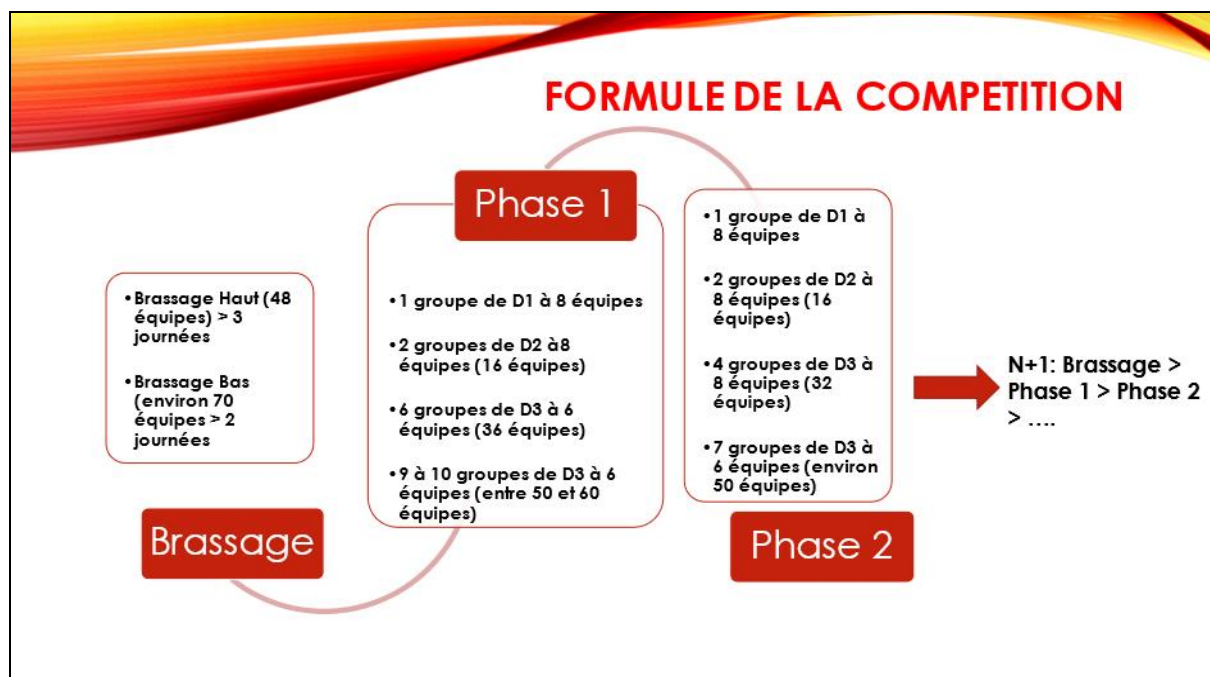 FORMULE DE LA COMPETITION
Brassage
•Brassage Haut (48
équipes) > 3
journées
•Brassage Bas
(environ 70
équipes > 2
journées
Phase 1
•1 groupe de D1 à 8 équipes
•2 groupes de D2 à8
équipes (16 équipes)
•6 groupes de D3 à 6
équipes (36 équipes)
•9 à 10 groupes de D3 à 6
équipes (entre 50 et 60
équipes)
Phase 2
•1 groupe de D1 à
8 équipes
•2 groupes de D2 à
8 équipes (16
équipes)
•4 groupes de D3 à
8 équipes (32
équipes)
•7 groupes de D3 à
6 équipes (environ
50 équipes)
N+1: Brassage >
Phase 1 > Phase 2
> ....